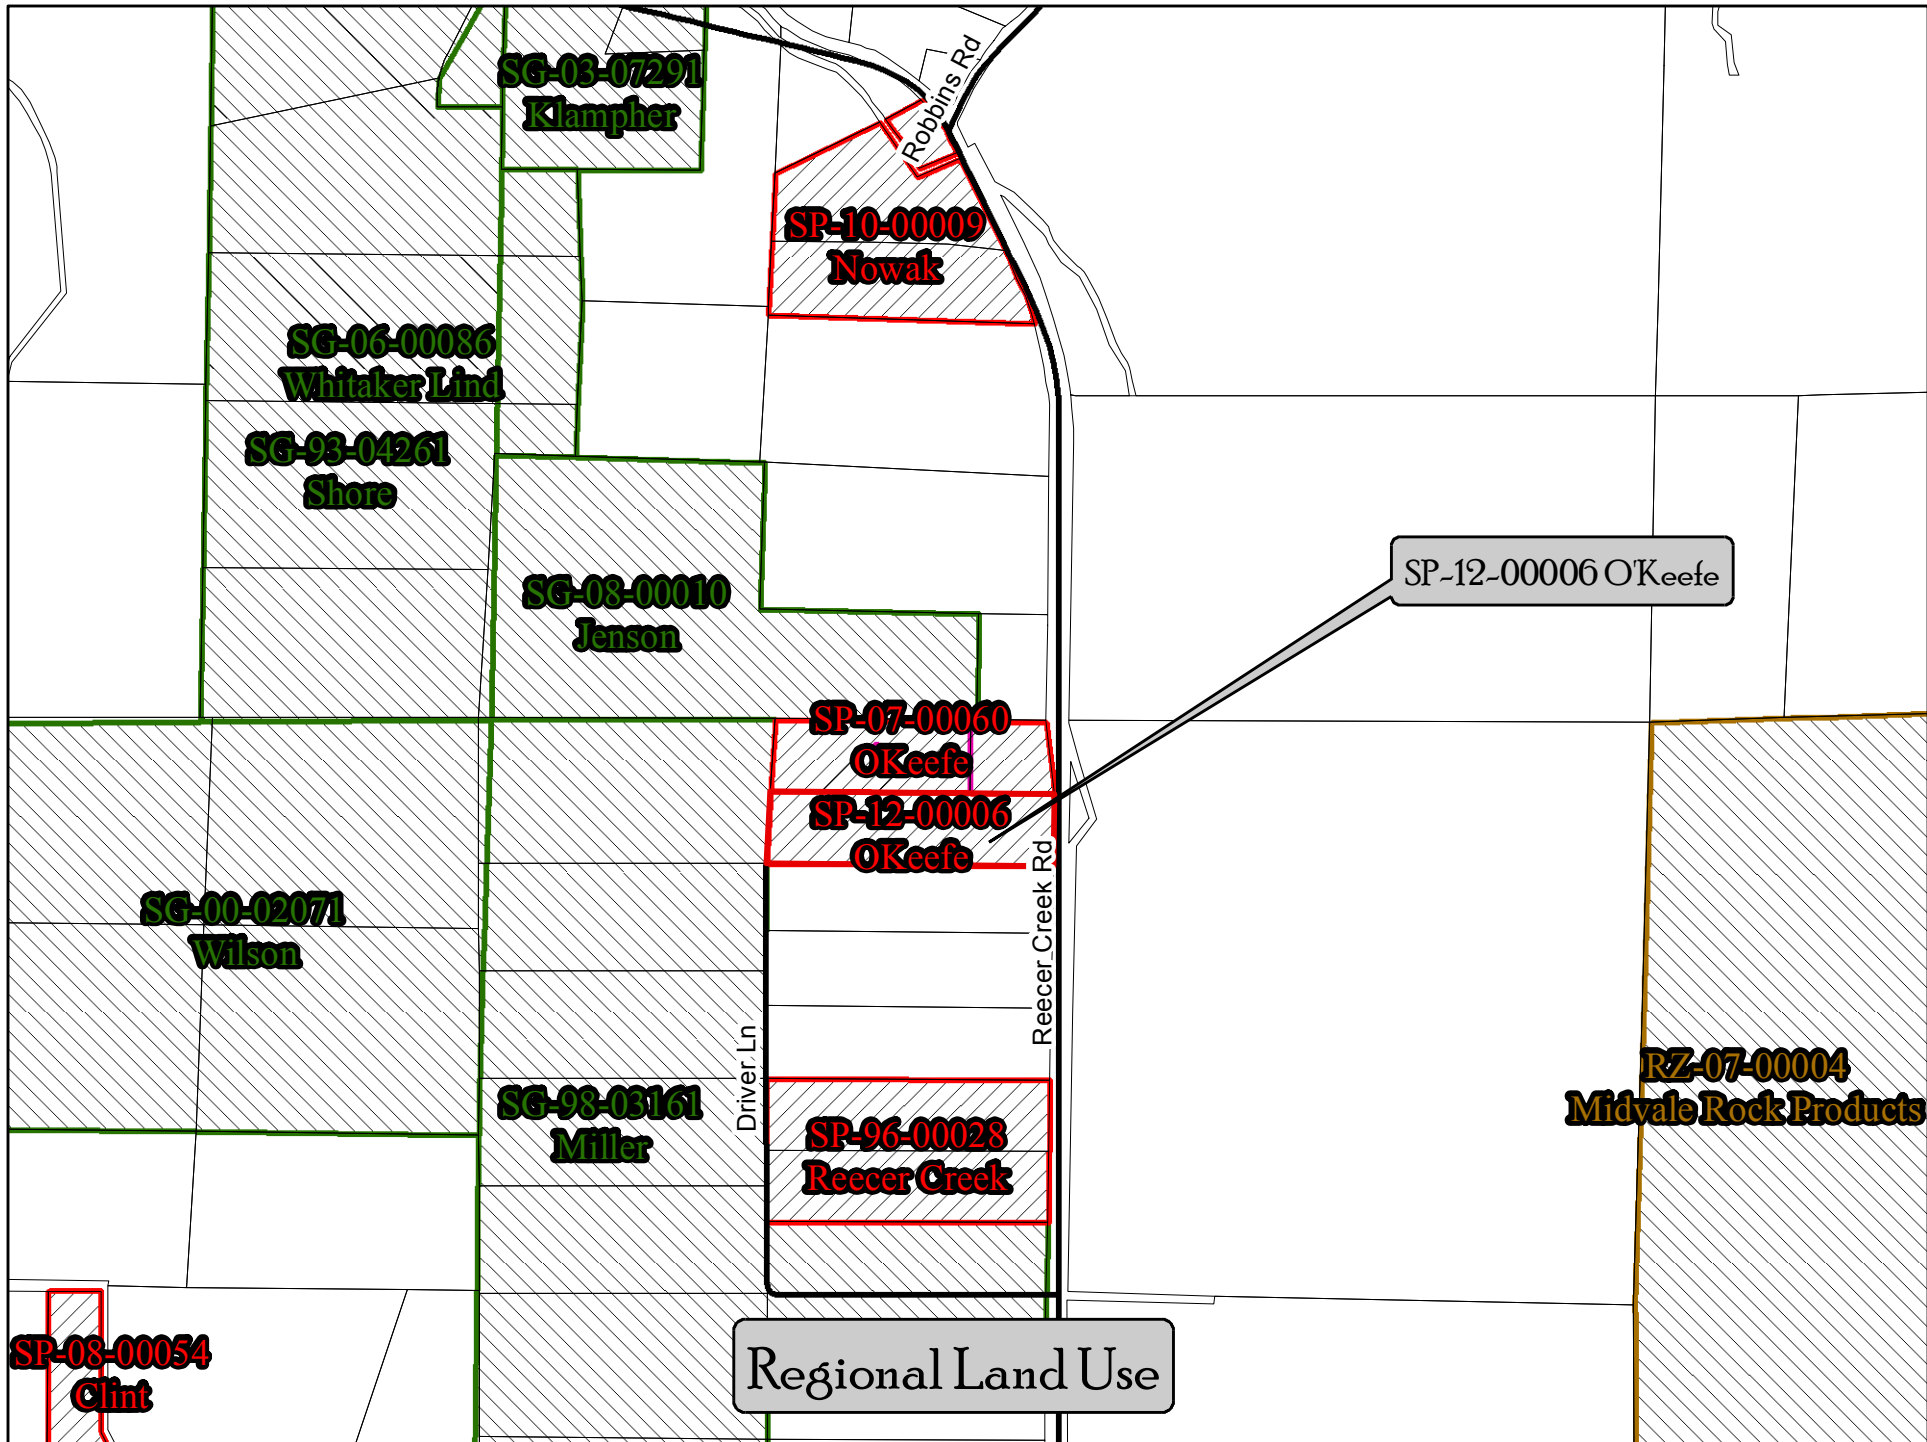 SG-03-07291
Klampher
Robbins Rd
SP-10-00009
Nowak
SG-06-00086
Whitaker Lind
SG-93-04261
Shore
SG-08-00010
Jenson
SP-12-00006 O'Keefe
SP-07-00060
OKeefe
SP-12-00006
OKeefe
Reecer Creek Rd
SG-00-02071
Wilson
Driver Ln
SG-98-03161
Miller
SP-96-00028
Reecer Creek
RZ-07-00004
Midvale Rock Products
SP-08-00054
Clint
Regional Land Use